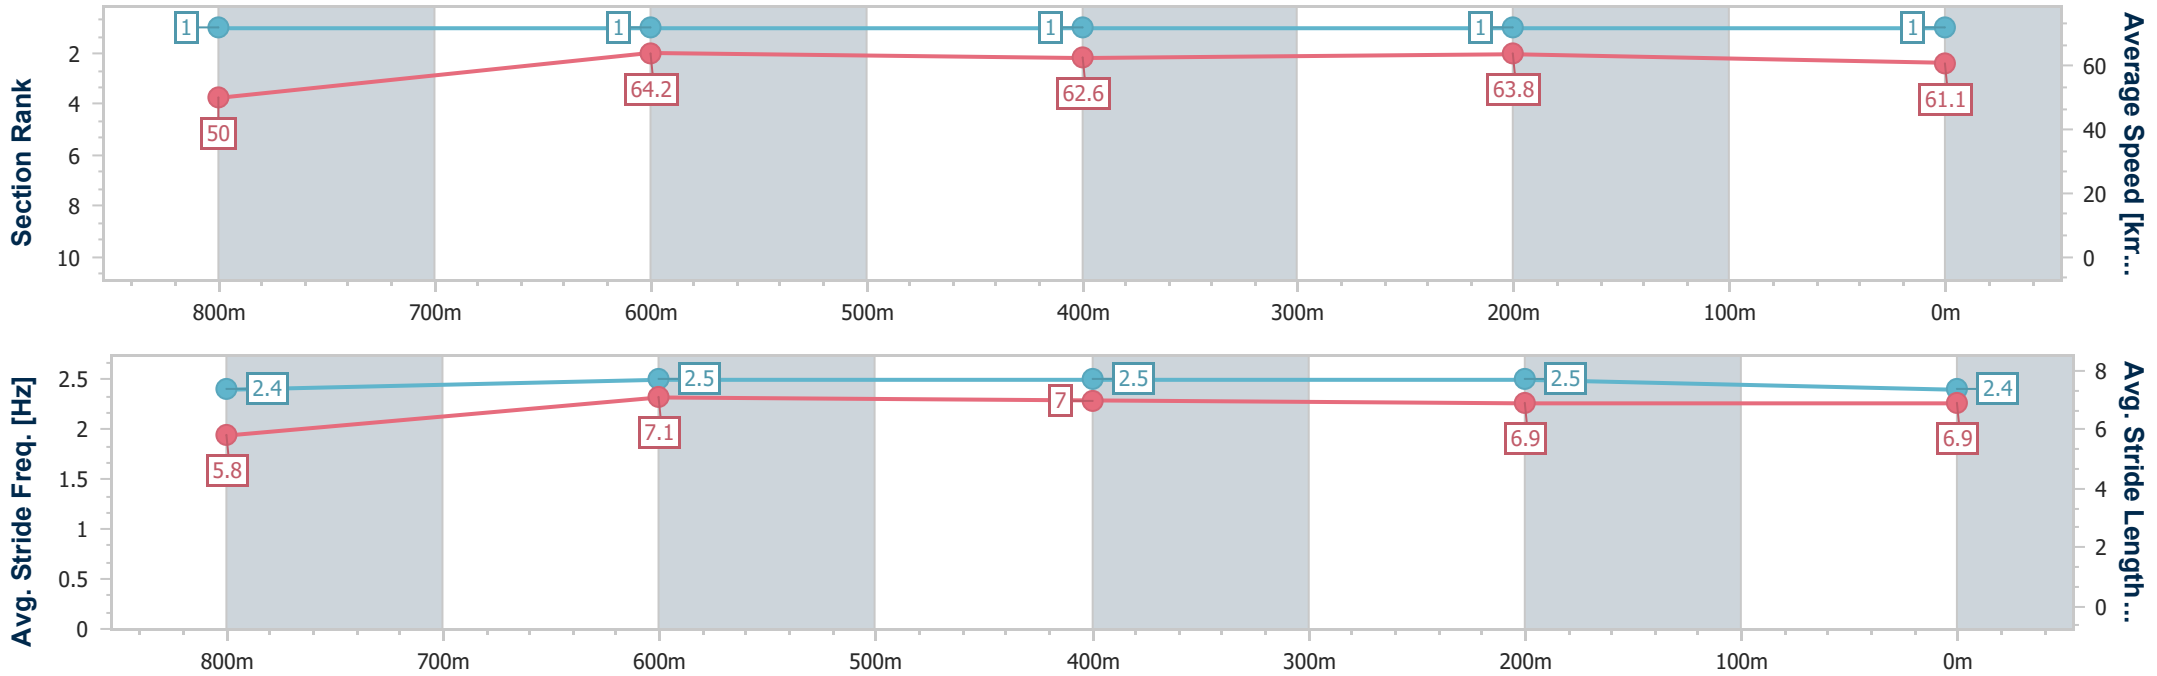 Section Rank
2
4
6
8
10
1
1
1
1
1
50
64.2
62.6
63.8
61.1
60
40
20
0
Average Speed [km...
800m
700m
600m
500m
400m
300m
200m
100m
0m
Avg. Stride Freq. [Hz]
2.5
2
1.5
1
0.5
0
2.4
2.5
2.5
2.5
2.4
5.8
7.1
7
6.9
6.9
8
6
4
2
0
Avg. Stride Length ...
800m
700m
600m
500m
400m
300m
200m
100m
0m